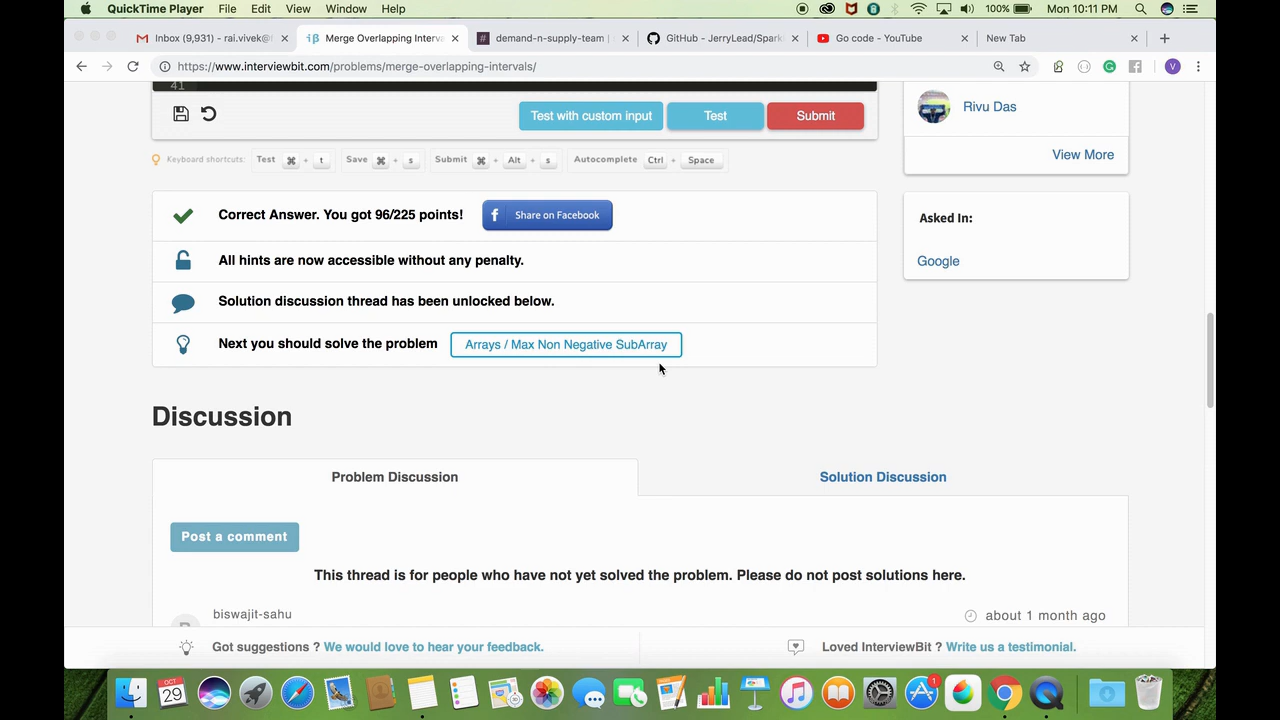 QuickTime Player File Edit View Window Help 100% Mon 10:11 PM
Inbox (9,931) - rai.vivek@ Merge Overlapping Interva demand-n-supply-team | GitHub - JerryLead/Spark Go code - YouTube New Tab
https://www.interviewbit.com/problems/merge-overlapping-intervals/ V
41
Rivu Das
Test with custom input Test Submit
View More
Keyboard shortcuts: Test ⌘ + t Save ⌘ + s Submit ⌘ + Alt + s Autocomplete Ctrl + Space
Correct Answer. You got 96/225 points! f Share on Facebook
Asked In:
All hints are now accessible without any penalty.
Google
Solution discussion thread has been unlocked below.
Next you should solve the problem Arrays / Max Non Negative SubArray
Discussion
Problem Discussion Solution Discussion
Post a comment
This thread is for people who have not yet solved the problem. Please do not post solutions here.
biswajit-sahu about 1 month ago
Got suggestions ? We would love to hear your feedback. Loved InterviewBit ? Write us a testimonial.
OCT
29
1